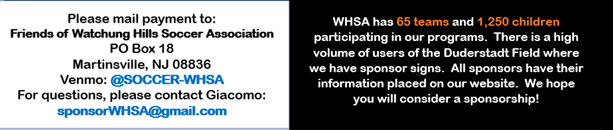 Please mail payment to:
Friends of Watchung Hills Soccer Association
PO Box 18
Martinsville, NJ 08836
Venmo: @SOCCER-WHSA
For questions, please contact Giacomo:
sponsorWHSA@gmail.com
WHSA has 65 teams and 1,250 children
participating in our programs.  There is a high
volume of users of the Duderstadt Field where
we have sponsor signs.  All sponsors have their
information placed on our website.  We hope
you will consider a sponsorship!